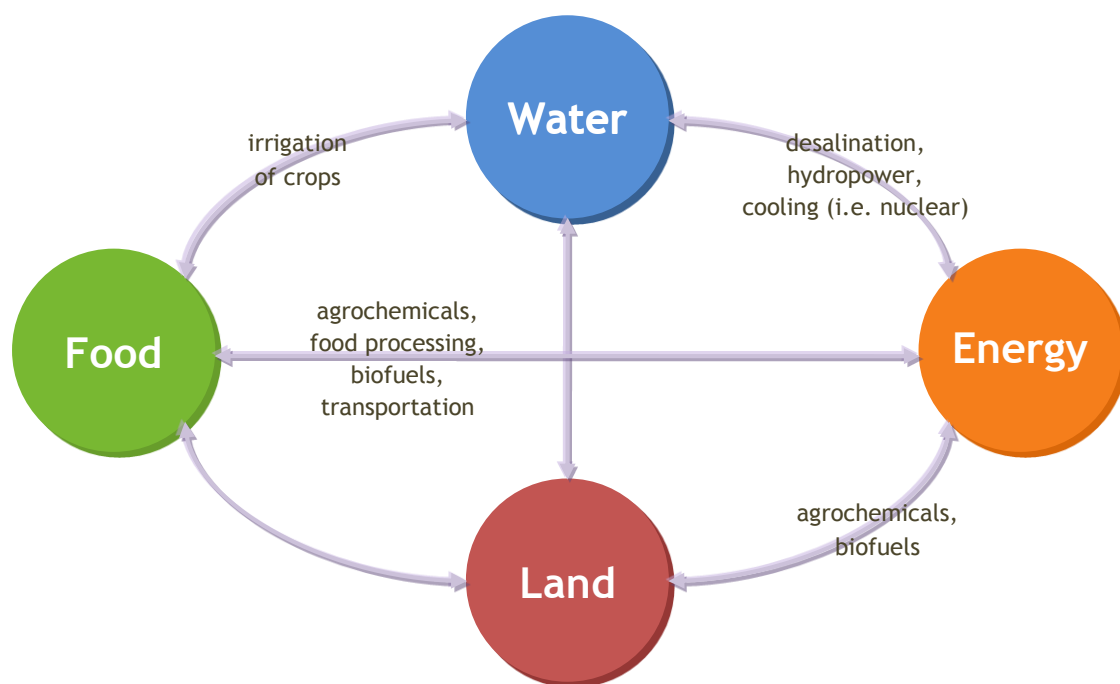 Water
irrigation
of crops
desalination,
hydropower,
cooling (i.e. nuclear)
Food
agrochemicals,
food processing,
biofuels,
transportation
Energy
Land
agrochemicals,
biofuels